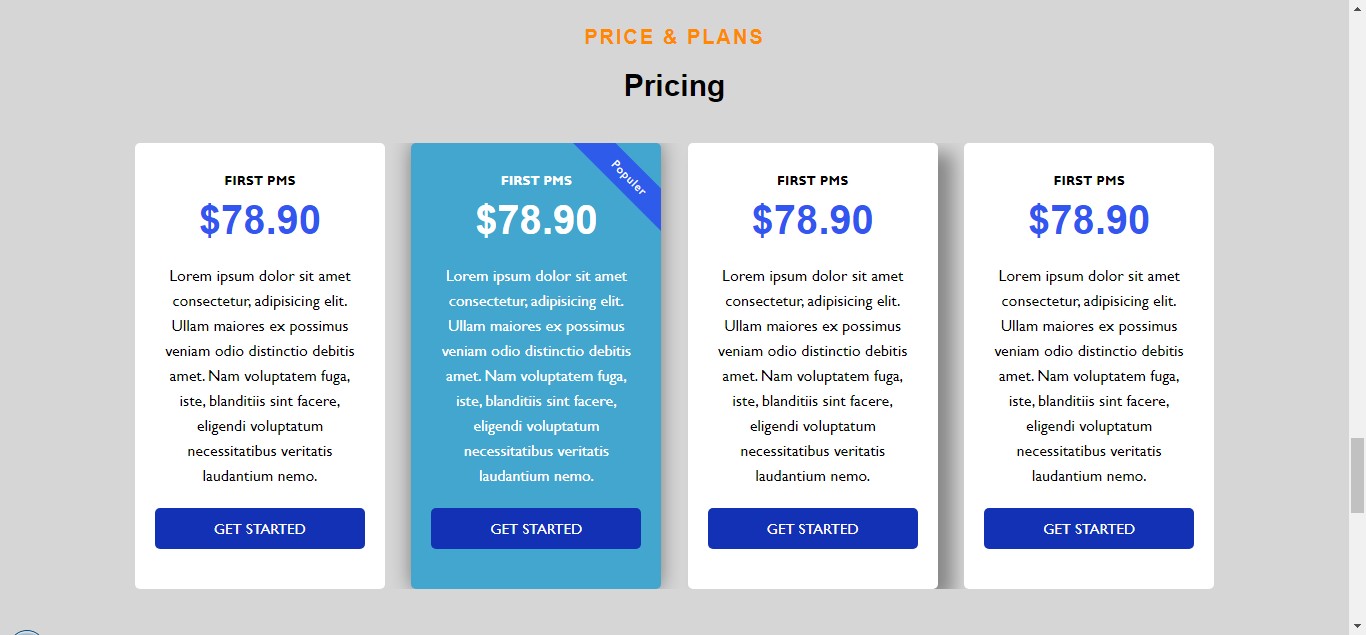 PRICE & PLANS
Pricing
FIRST PMS
$78.90
Lorem ipsum dolor sit amet
consectetur, adipisicing elit.
Ullam maiores ex possimus
veniam odio distinctio debitis
amet. Nam voluptatem fuga,
iste, blanditiis sint facere,
eligendi voluptatum
necessitatibus veritatis
laudantium nemo.
GET STARTED
Populer
FIRST PMS
$78.90
Lorem ipsum dolor sit amet
consectetur, adipisicing elit.
Ullam maiores ex possimus
veniam odio distinctio debitis
amet. Nam voluptatem fuga,
iste, blanditiis sint facere,
eligendi voluptatum
necessitatibus veritatis
laudantium nemo.
GET STARTED
FIRST PMS
$78.90
Lorem ipsum dolor sit amet
consectetur, adipisicing elit.
Ullam maiores ex possimus
veniam odio distinctio debitis
amet. Nam voluptatem fuga,
iste, blanditiis sint facere,
eligendi voluptatum
necessitatibus veritatis
laudantium nemo.
GET STARTED
FIRST PMS
$78.90
Lorem ipsum dolor sit amet
consectetur, adipisicing elit.
Ullam maiores ex possimus
veniam odio distinctio debitis
amet. Nam voluptatem fuga,
iste, blanditiis sint facere,
eligendi voluptatum
necessitatibus veritatis
laudantium nemo.
GET STARTED